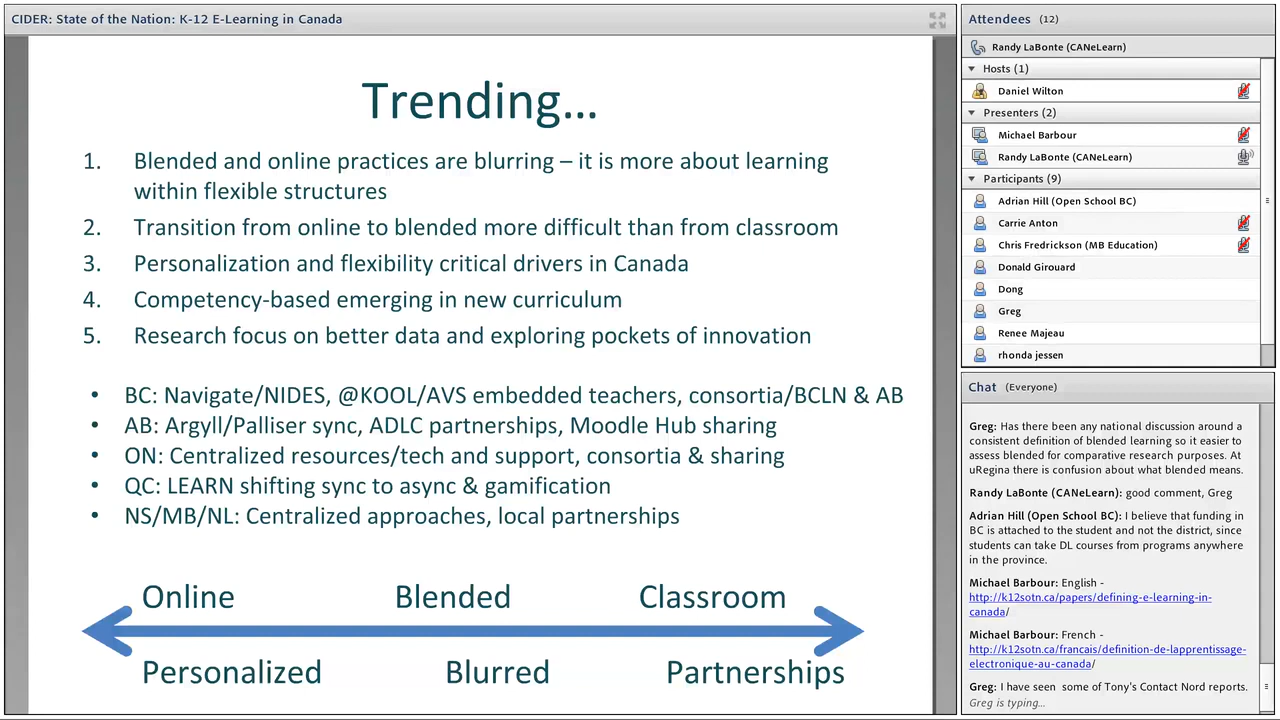 CIDER: State of the Nation: K-12 E-Learning in Canada
Trending…
1. Blended and online practices are blurring – it is more about learning
within flexible structures
2. Transition from online to blended more difficult than from classroom
3. Personalization and flexibility critical drivers in Canada
4. Competency-based emerging in new curriculum
5. Research focus on better data and exploring pockets of innovation
• BC: Navigate/NIDES, @KOOL/AVS embedded teachers, consortia/BCLN & AB
• AB: Argyll/Palliser sync, ADLC partnerships, Moodle Hub sharing
• ON: Centralized resources/tech and support, consortia & sharing
• QC: LEARN shifting sync to async & gamification
• NS/MB/NL: Centralized approaches, local partnerships
Online Blended Classroom
Personalized Blurred Partnerships
Attendees (12)
Randy LaBonte (CANeLearn)
Hosts (1)
Daniel Wilton
Presenters (2)
Michael Barbour
Randy LaBonte (CANeLearn)
Participants (9)
Adrian Hill (Open School BC)
Carrie Anton
Chris Fredrickson (MB Education)
Donald Girouard
Dong
Greg
Renee Majeau
rhonda jessen
Chat (Everyone)
Greg: Has there been any national discussion around a
consistent definition of blended learning so it easier to
assess blended for comparative research purposes. At
uRegina there is confusion about what blended means.
Randy LaBonte (CANeLearn): good comment, Greg
Adrian Hill (Open School BC): I believe that funding in
BC is attached to the student and not the district, since
students can take DL courses from programs anywhere
in the province.
Michael Barbour: English -
http://k12sotn.ca/papers/defining-e-learning-in-
canada/
Michael Barbour: French -
http://k12sotn.ca/francais/definition-de-lapprentissage-
electronique-au-canada/
Greg: I have seen some of Tony's Contact Nord reports.
Greg is typing...